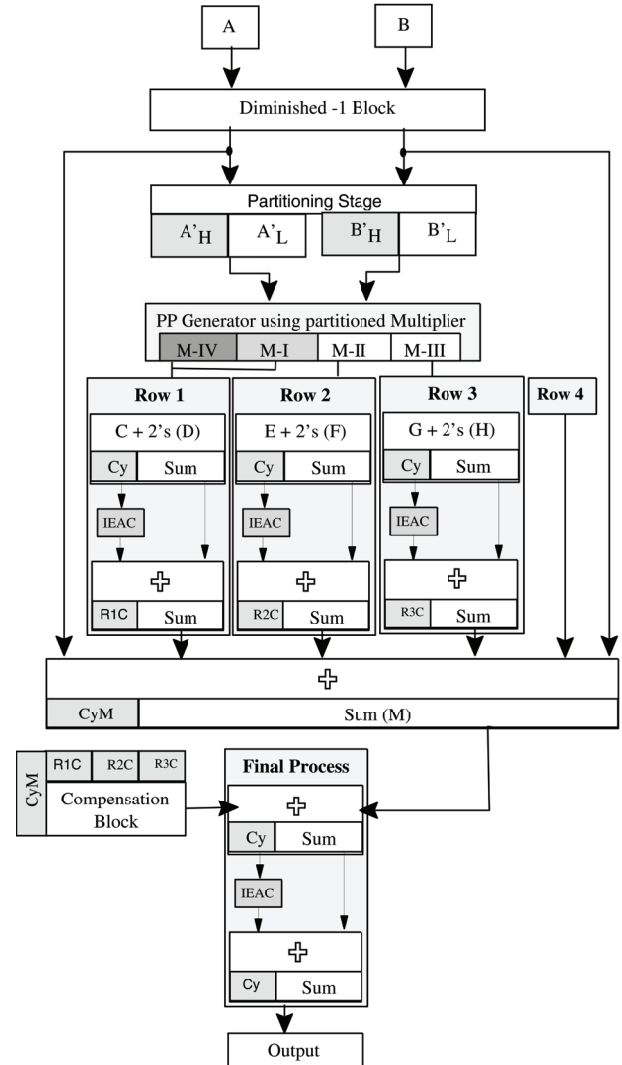 A
B
Diminished -1 Elock
Partitioning Stage
A'H A'L B'H B'L
PP Generator using partitioned Multiplier
M-IV M-I M-II M-III
Row 1 Row 2 Row 3 Row 4
C + 2's (D) E + 2's (F) G + 2's (H)
Cy Sum Cy Sum Cy Sum
IEAC IEAC IEAC
R1C Sum R2C Sum R3C Sum
CyM Sum (M)
CyM R1C R2C R3C
Compensation
Block
Final Process
Cy Sum
IEAC
Cy Sum
Output